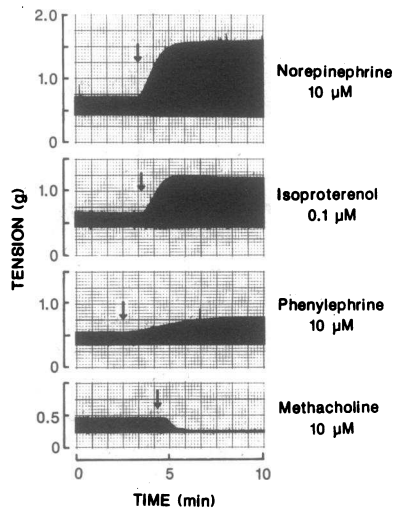 2.0
1.0
0
Norepinephrine
10 μM
1.0
0
Isoproterenol
0.1 μM
TENSION (g)
1.0
0
Phenylephrine
10 μM
0.5
0
Methacholine
10 μM
0
5
10
TIME (min)